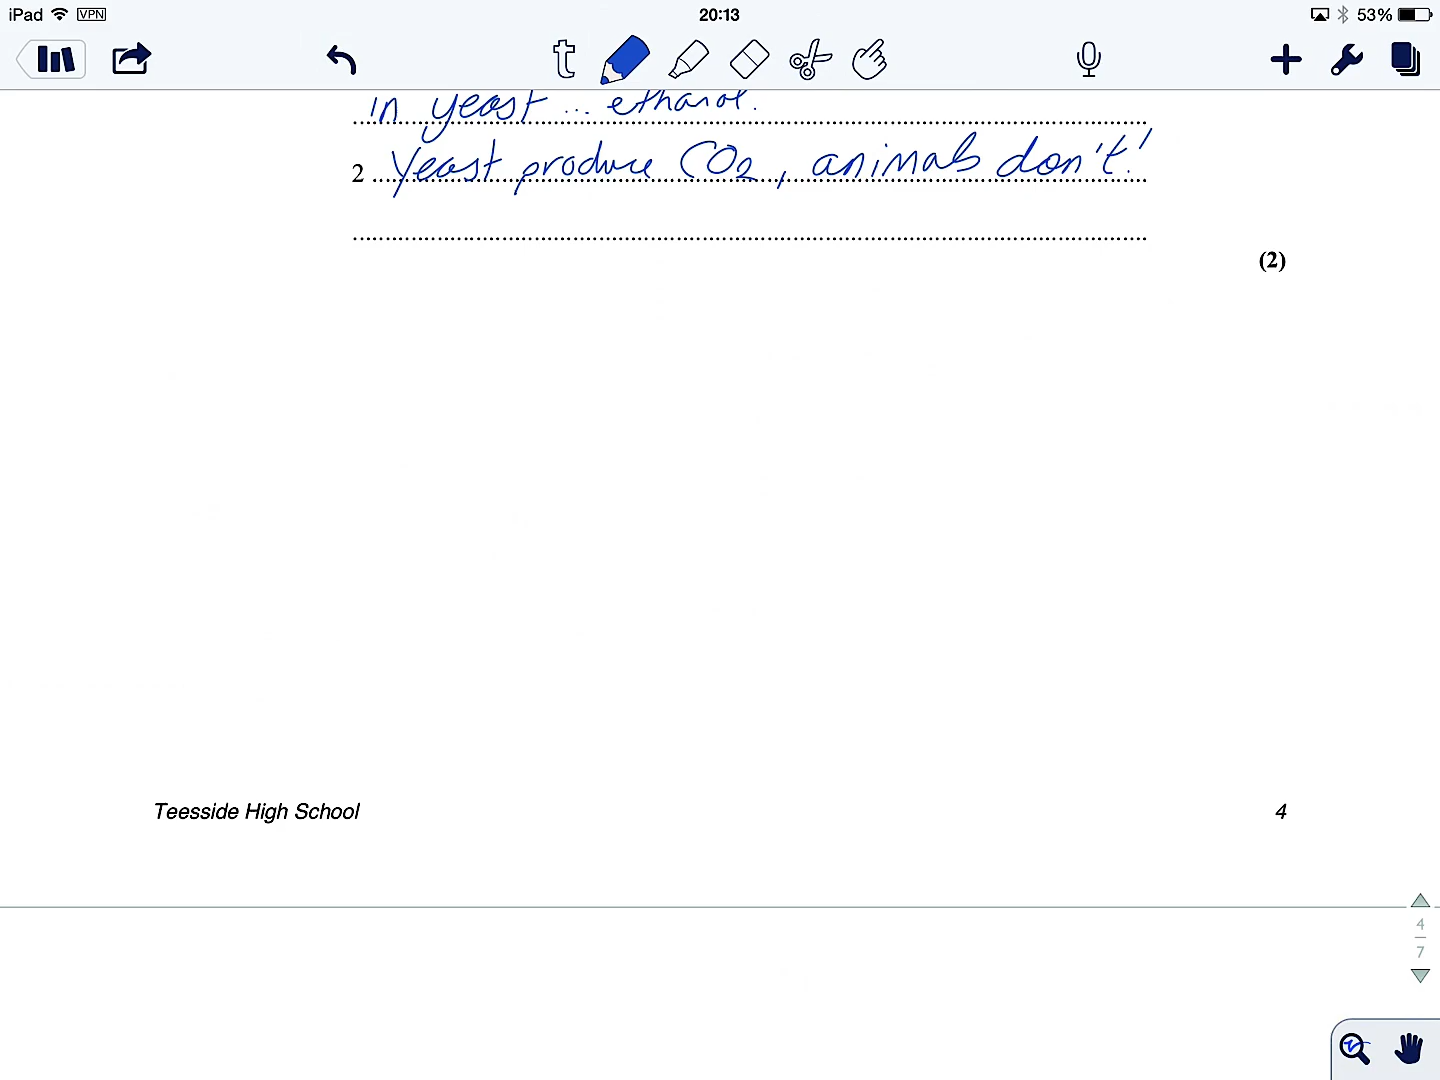 iPad VPN 20:13 53%
in yeast ... ethanol.
2 Yeast produce CO2, animals don't!
(2)
Teesside High School 4
4
7